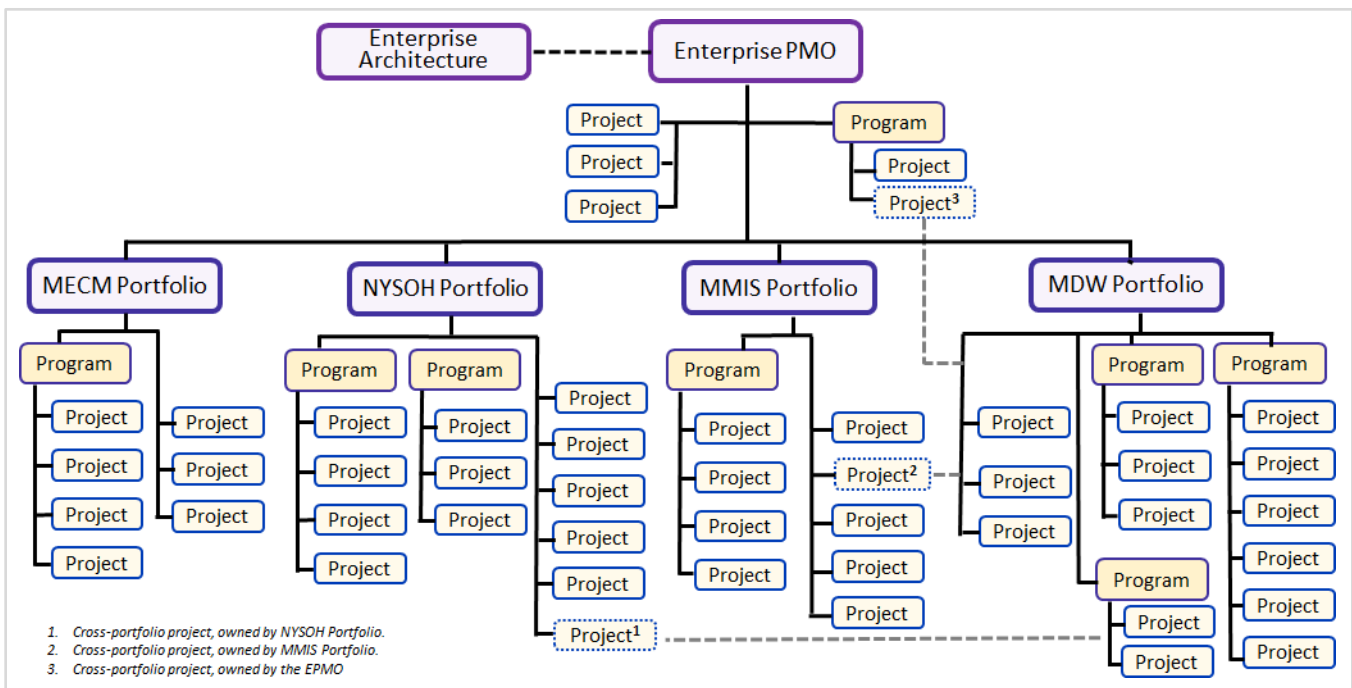 Enterprise
Architecture
Enterprise PMO
Project
Project
Project
Program
Project
Project³
MECM Portfolio
NYSOH Portfolio
MMIS Portfolio
MDW Portfolio
Program
Project
Project
Project
Project
Project
Project
Project
Program
Project
Project
Project
Project
Program
Project
Project
Project
Project
Project
Project
Project
Project
Project¹
Program
Project
Project
Project
Project
Project
Project²
Project
Project
Project
Project
Project
Project
Program
Project
Project
Project
Program
Project
Project
Program
Project
Project
Project
Project
Project
Project
1. Cross-portfolio project, owned by NYSOH Portfolio.
2. Cross-portfolio project, owned by MMIS Portfolio.
3. Cross-portfolio project, owned by the EPMO